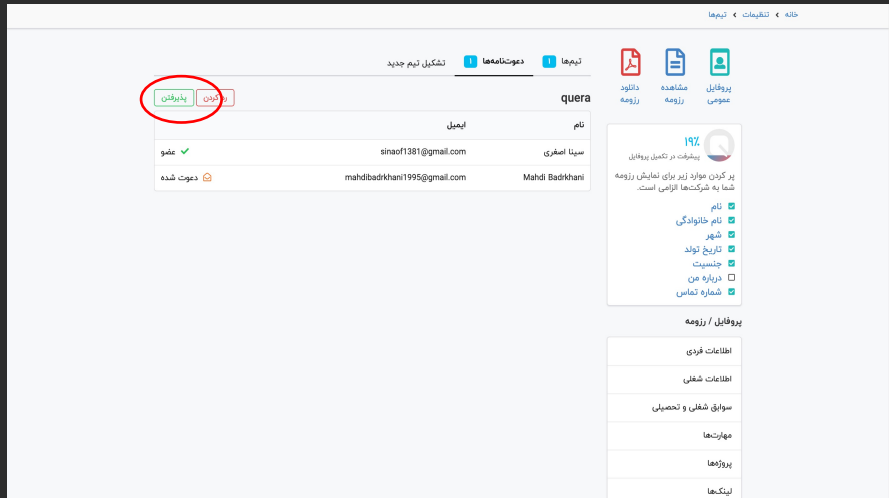 خانه › تنظیمات › تیم‌ها
پروفایل عمومی
مشاهده رزومه
دانلود رزومه
۱۹٪
پیشرفت در تکمیل پروفایل
پر کردن موارد زیر برای نمایش رزومه
شما به شرکت‌ها الزامی است.
نام
نام خانوادگی
شهر
تاریخ تولد
جنسیت
درباره من
شماره تماس
پروفایل / رزومه
اطلاعات فردی
اطلاعات شغلی
سوابق شغلی و تحصیلی
مهارت‌ها
پروژه‌ها
لینک‌ها
تیم‌ها ۱ دعوت‌نامه‌ها ۱ تشکیل تیم جدید
quera
رد کردن پذیرفتن
نام ایمیل
سینا اصغری sinaof1381@gmail.com عضو
Mahdi Badrkhani mahdibadrkhani1995@gmail.com دعوت شده